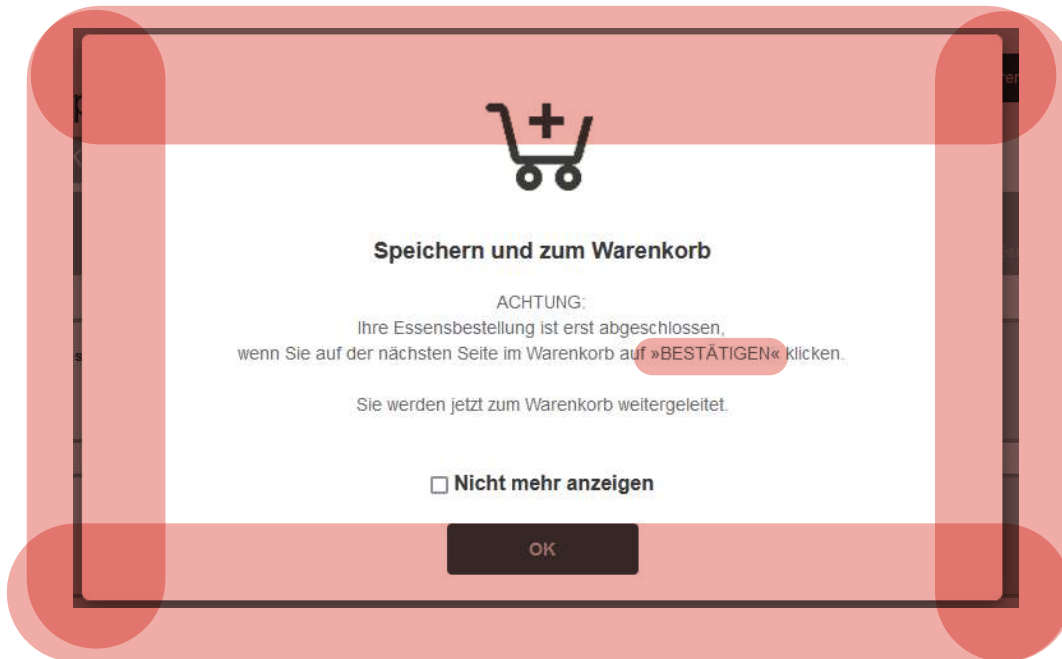 Speichern und zum Warenkorb
ACHTUNG:
Ihre Essensbestellung ist erst abgeschlossen,
wenn Sie auf der nächsten Seite im Warenkorb auf »BESTÄTIGEN« klicken.
Sie werden jetzt zum Warenkorb weitergeleitet.
Nicht mehr anzeigen
OK